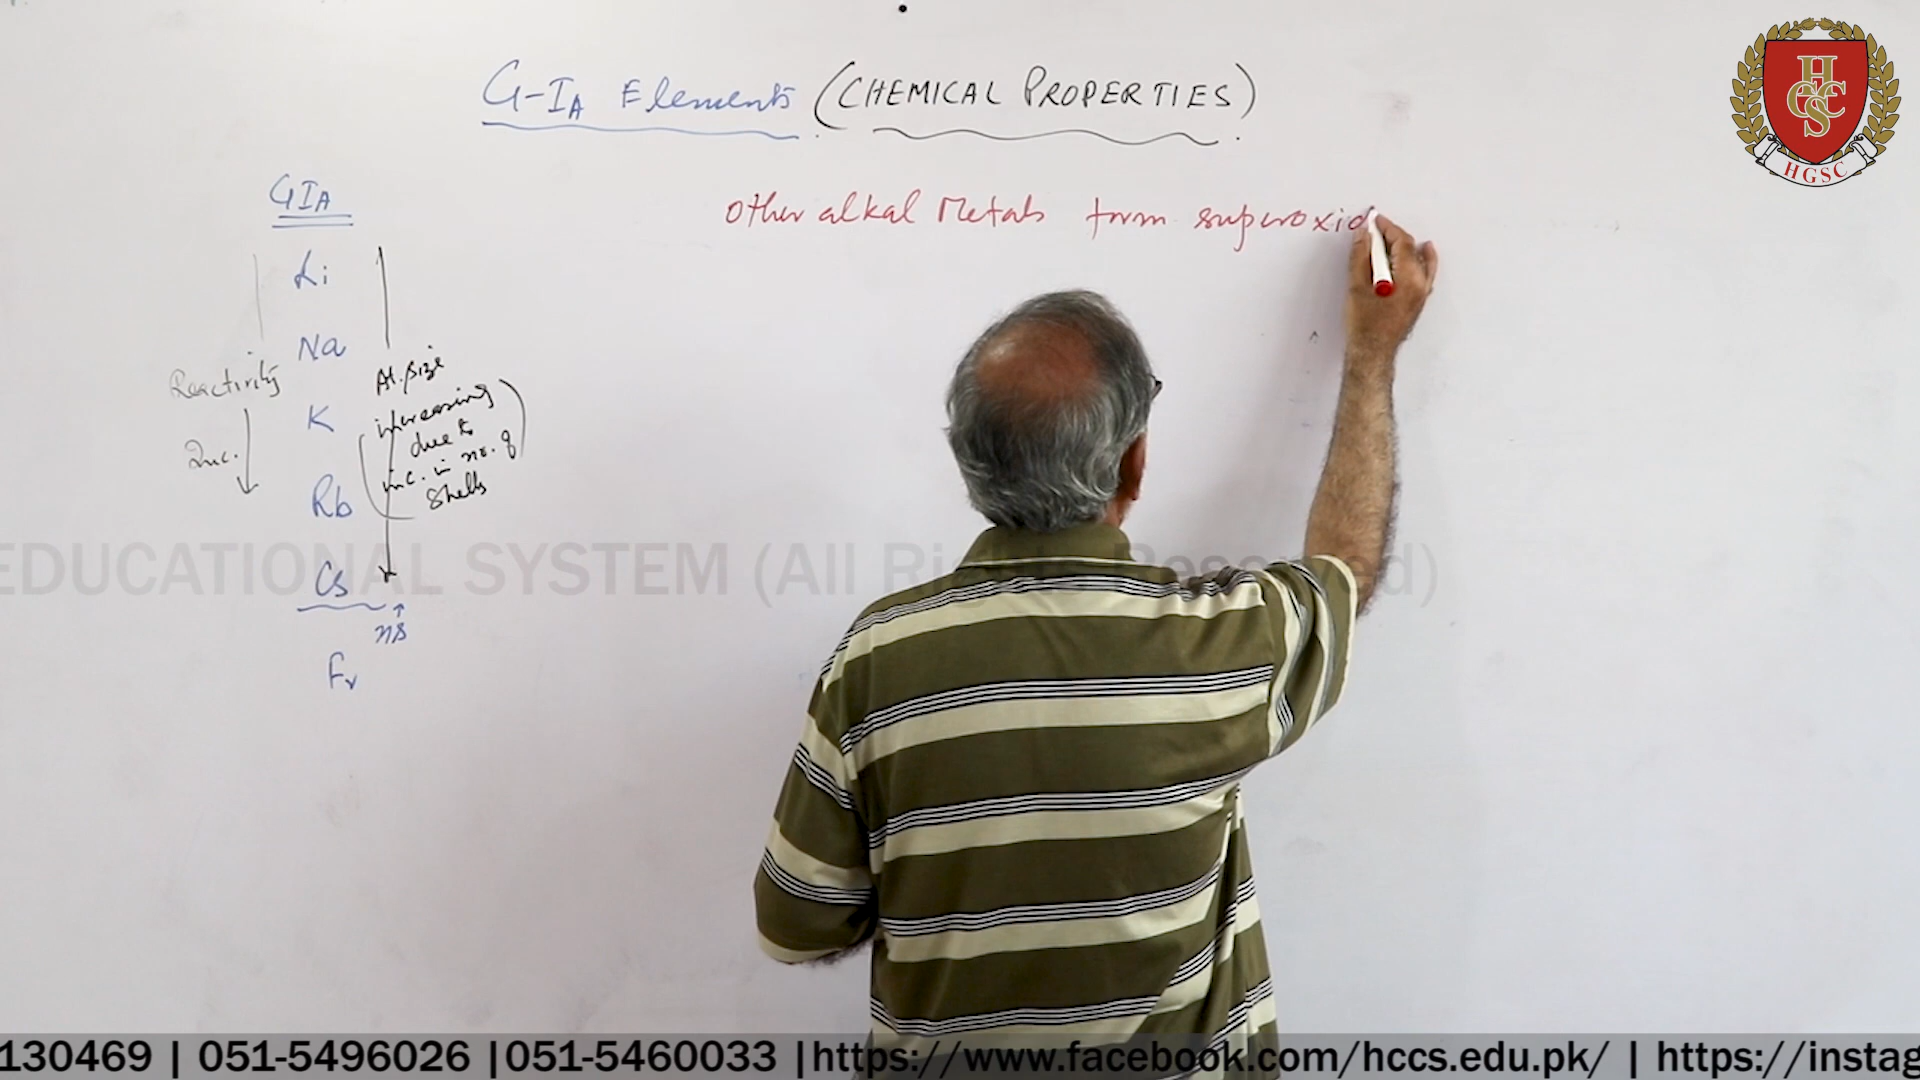 G-IA Elements (CHEMICAL PROPERTIES)
HGSC
HGSC
GIA
Other alkal Metals form superoxid
Li
Na
Reactivity
Inc.
K
At. size
increasing
due to
inc. in no. of
shells
Rb
Cs
ns
Fr
EDUCATIONAL SYSTEM (All Rights Reserved)
130469 | 051-5496026 |051-5460033 |https://www.facebook.com/hccs.edu.pk/ | https://instag